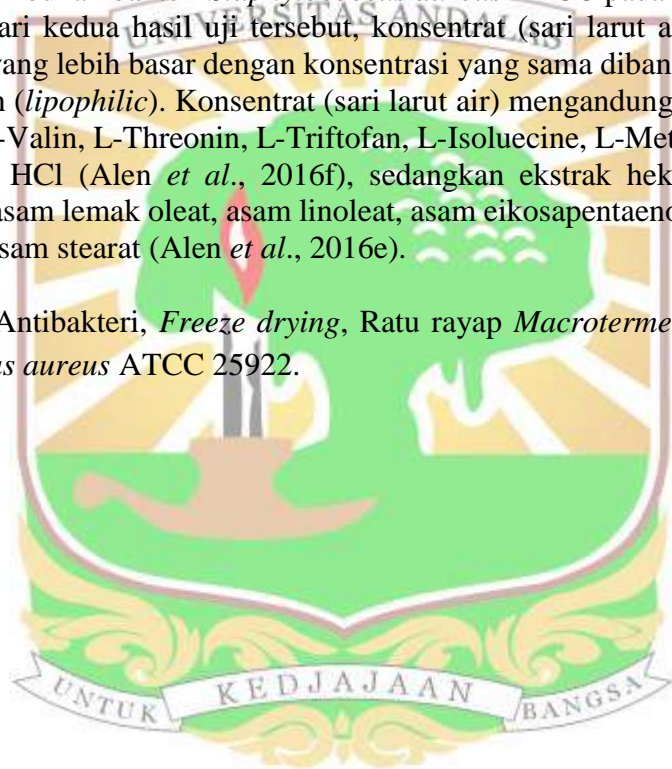 ari kedua hasil uji tersebut, konsentrat (sari larut a
yang lebih besar dengan konsentrasi yang sama diban
n (lipophilic). Konsentrat (sari larut air) mengandung
-Valin, L-Threonin, L-Triftofan, L-Isoluecine, L-Met
HCl (Alen et al., 2016f), sedangkan ekstrak hek
asam lemak oleat, asam linoleat, asam eikosapentaeno
sam stearat (Alen et al., 2016e).
Antibakteri, Freeze drying, Ratu rayap Macroterme
us aureus ATCC 25922.
UNTUK KEDJAJAAN BANGSA